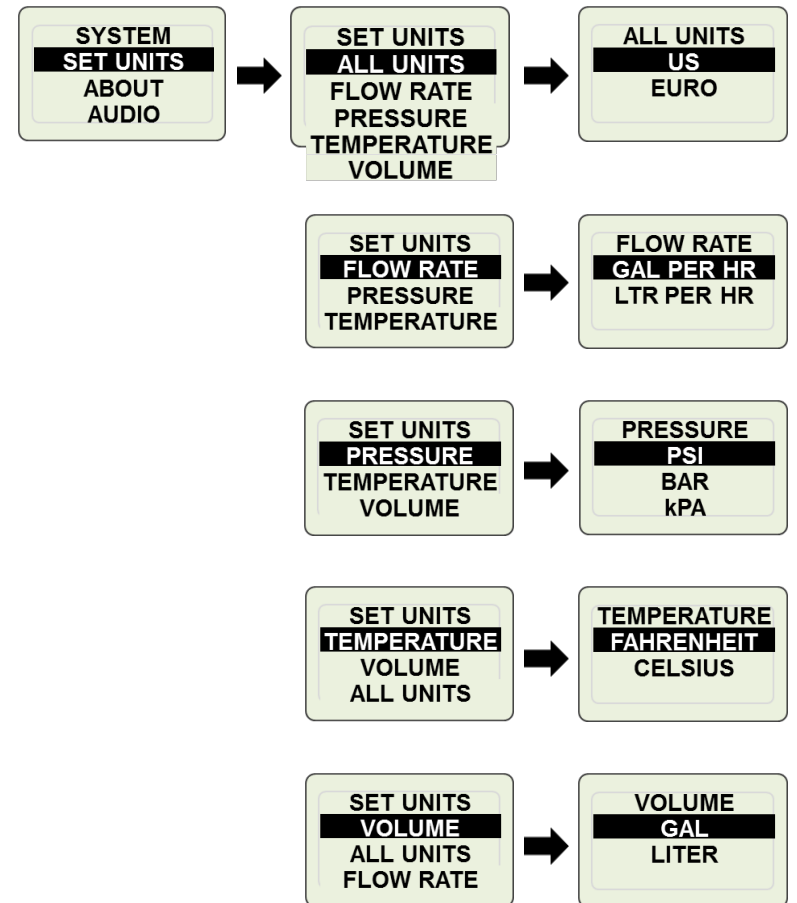 SYSTEM
SET UNITS
ABOUT
AUDIO
SET UNITS
ALL UNITS
FLOW RATE
PRESSURE
TEMPERATURE
VOLUME
ALL UNITS
US
EURO
SET UNITS
FLOW RATE
PRESSURE
TEMPERATURE
FLOW RATE
GAL PER HR
LTR PER HR
SET UNITS
PRESSURE
TEMPERATURE
VOLUME
PRESSURE
PSI
BAR
kPA
SET UNITS
TEMPERATURE
VOLUME
ALL UNITS
TEMPERATURE
FAHRENHEIT
CELSIUS
SET UNITS
VOLUME
ALL UNITS
FLOW RATE
VOLUME
GAL
LITER